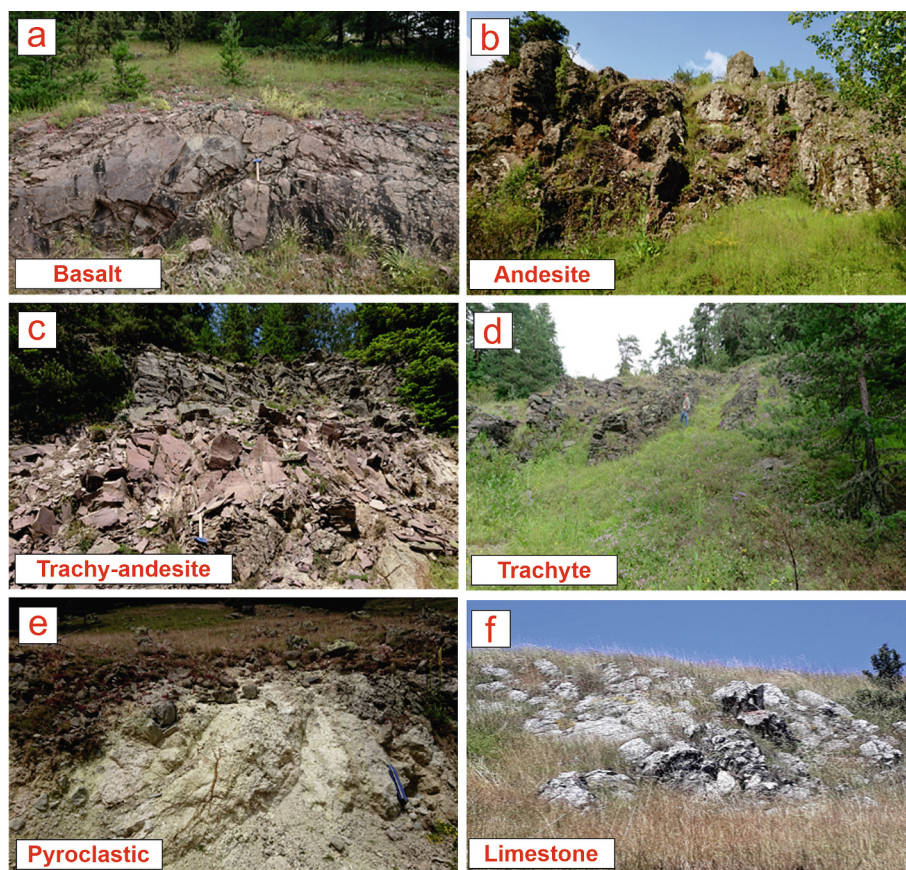 a
Basalt
b
Andesite
c
Trachy-andesite
d
Trachyte
e
Pyroclastic
f
Limestone